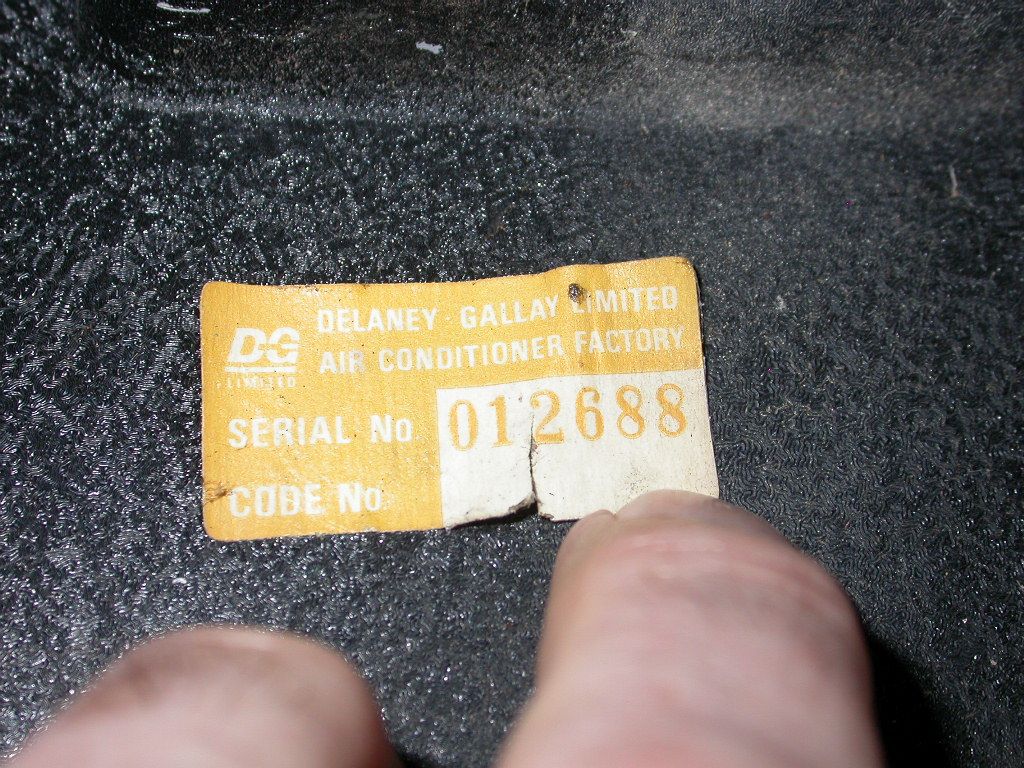 DG
LIMITED
DELANEY · GALLAY LIMITED
AIR CONDITIONER FACTORY
SERIAL No 012688
CODE No